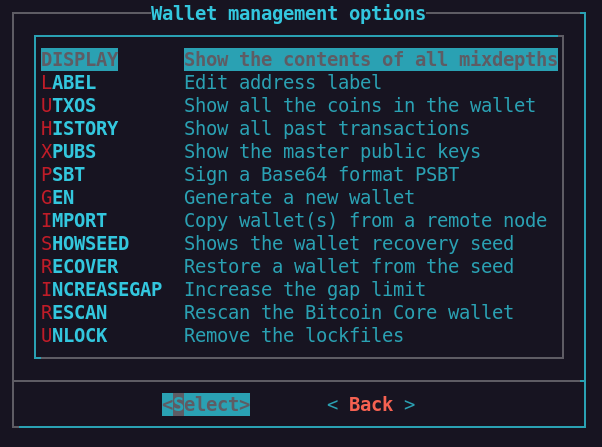 Wallet management options
DISPLAY Show the contents of all mixdepths
LABEL Edit address label
UTXOS Show all the coins in the wallet
HISTORY Show all past transactions
XPUBS Show the master public keys
PSBT Sign a Base64 format PSBT
GEN Generate a new wallet
IMPORT Copy wallet(s) from a remote node
SHOWSEED Shows the wallet recovery seed
RECOVER Restore a wallet from the seed
INCREASEGAP Increase the gap limit
RESCAN Rescan the Bitcoin Core wallet
UNLOCK Remove the lockfiles
<Select> < Back >